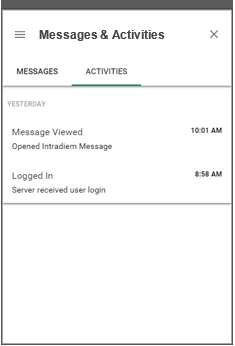 Messages & Activities
MESSAGES ACTIVITIES
YESTERDAY
Message Viewed 10:01 AM
Opened Intradiem Message
Logged In 8:58 AM
Server received user login